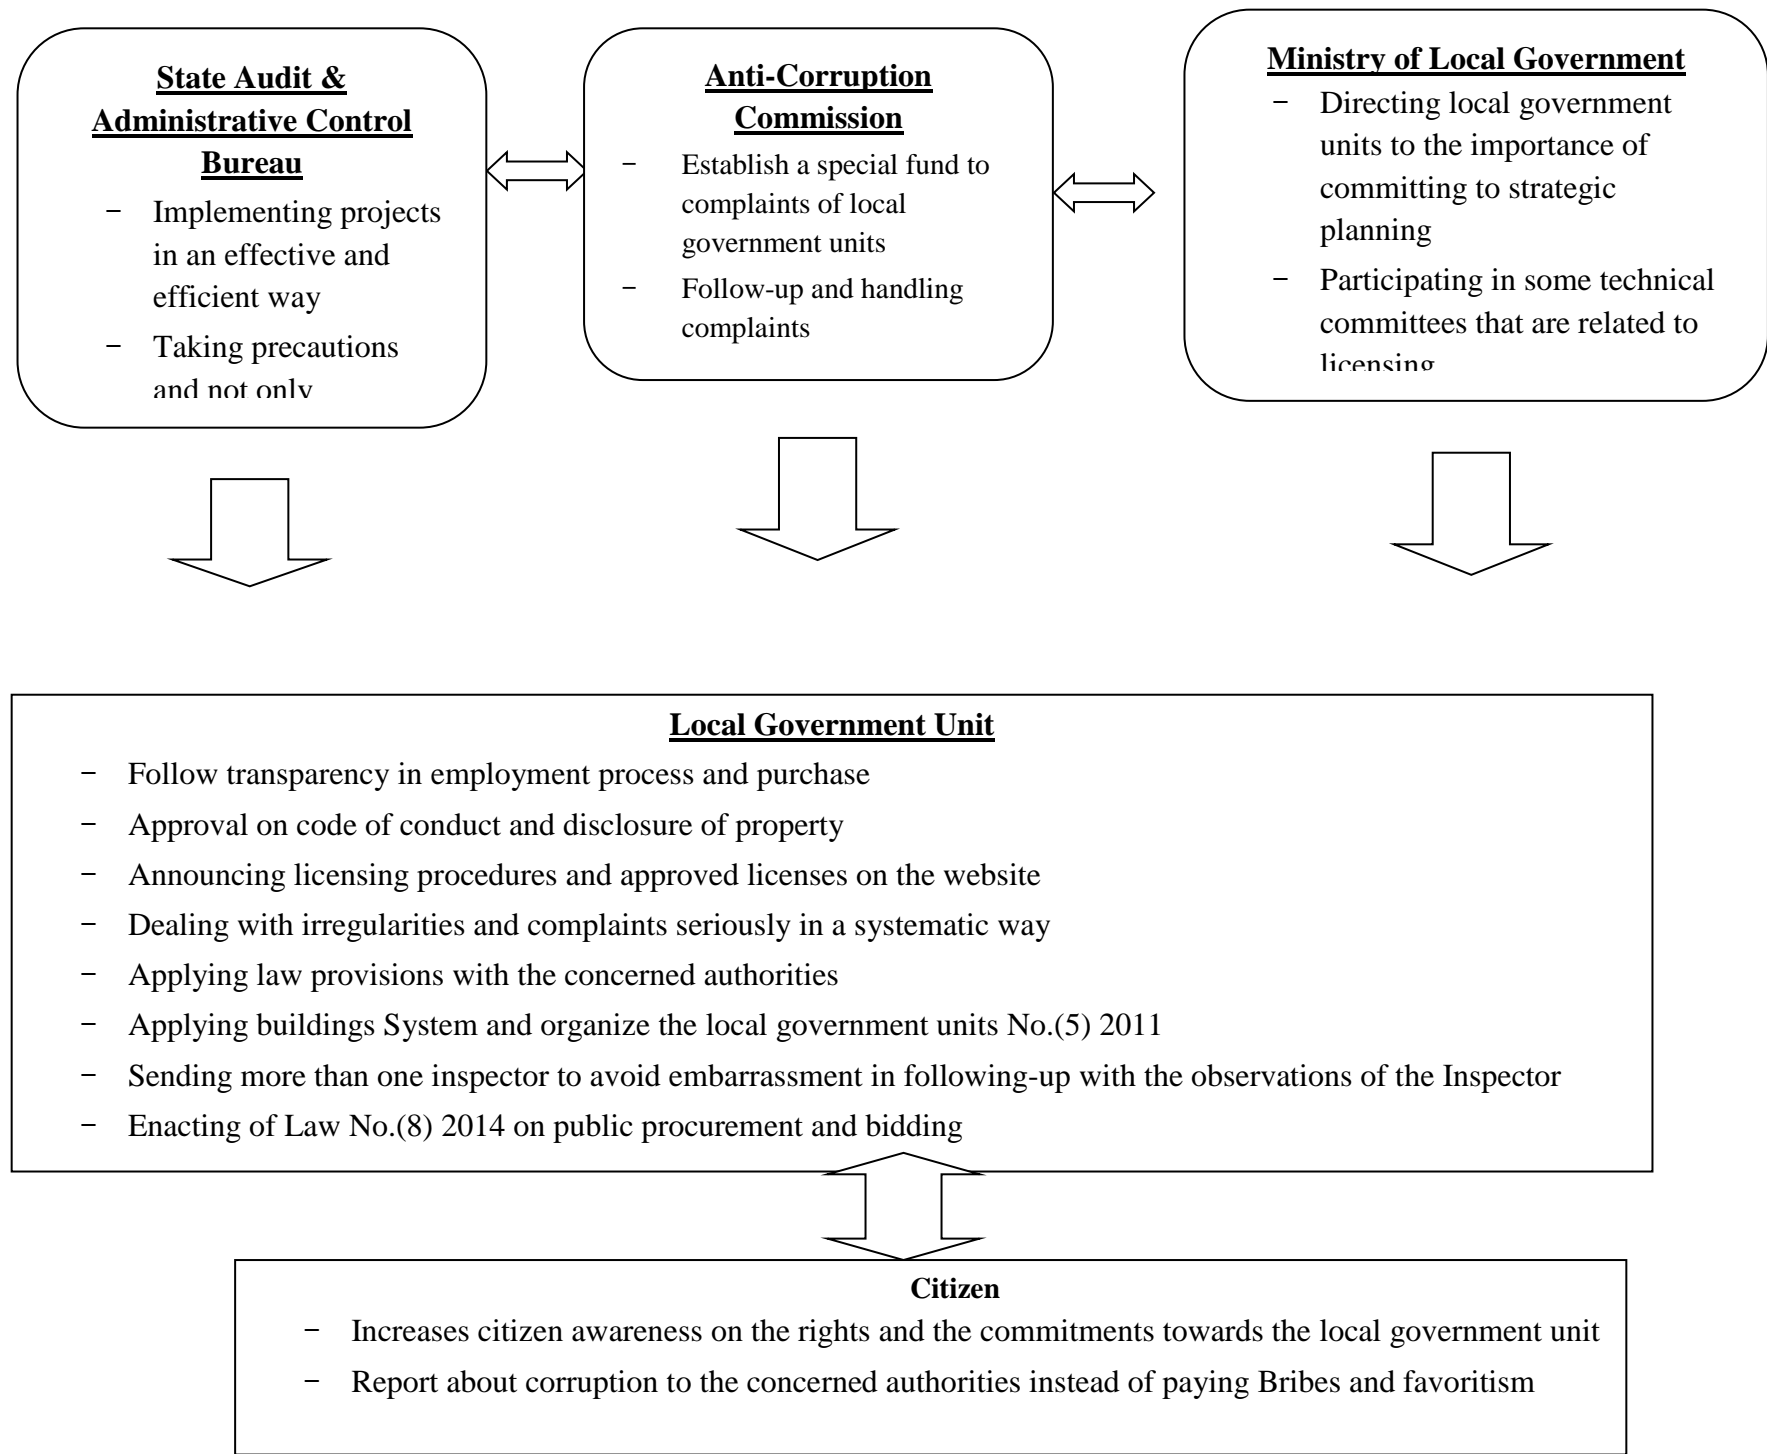 State Audit &
Administrative Control
Bureau
− Implementing projects
in an effective and
efficient way
− Taking precautions
and not only
Anti-Corruption
Commission
− Establish a special fund to
complaints of local
government units
− Follow-up and handling
complaints
Ministry of Local Government
− Directing local government
units to the importance of
committing to strategic
planning
− Participating in some technical
committees that are related to
licensing
Local Government Unit
− Follow transparency in employment process and purchase
− Approval on code of conduct and disclosure of property
− Announcing licensing procedures and approved licenses on the website
− Dealing with irregularities and complaints seriously in a systematic way
− Applying law provisions with the concerned authorities
− Applying buildings System and organize the local government units No.(5) 2011
− Sending more than one inspector to avoid embarrassment in following-up with the observations of the Inspector
− Enacting of Law No.(8) 2014 on public procurement and bidding
Citizen
− Increases citizen awareness on the rights and the commitments towards the local government unit
− Report about corruption to the concerned authorities instead of paying Bribes and favoritism